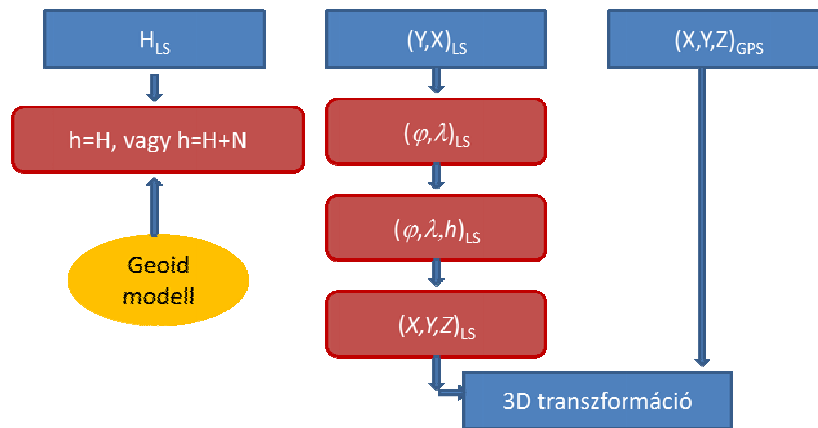 H_LS
(Y,X)_LS
(X,Y,Z)_GPS
h=H, vagy h=H+N
(φ,λ)_LS
(φ,λ,h)_LS
Geoid
modell
(X,Y,Z)_LS
3D transzformáció